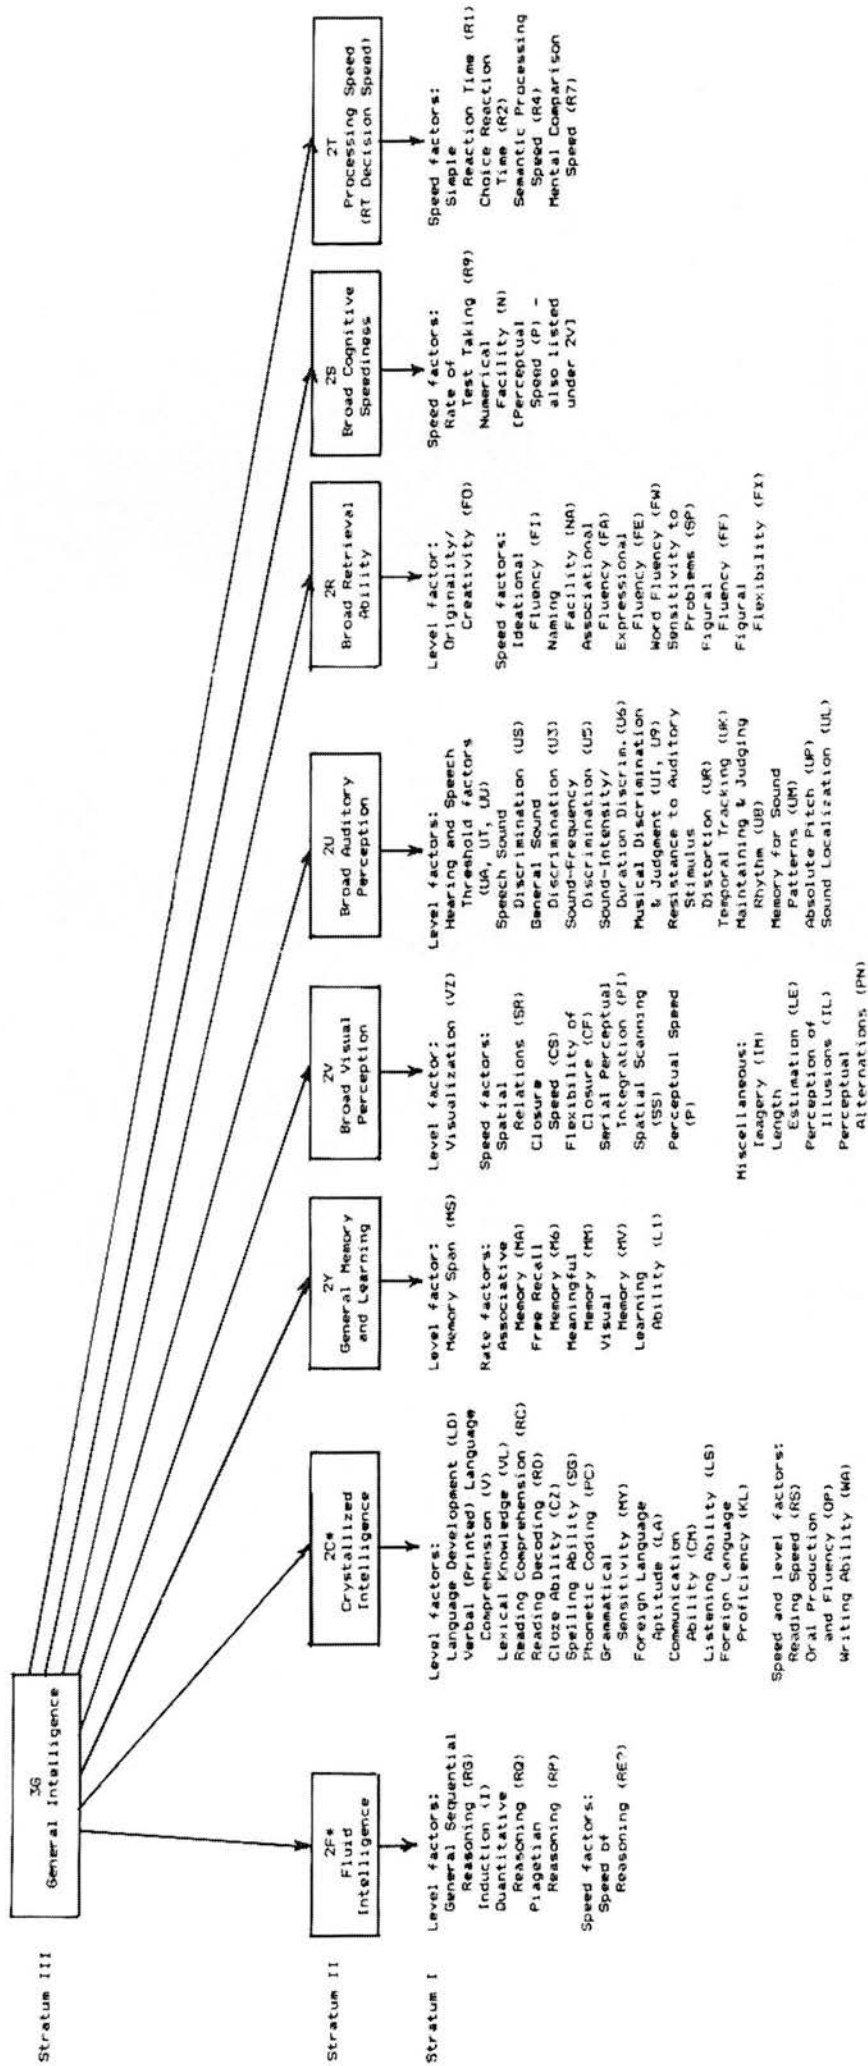 Stratum III
3G
General Intelligence
Stratum II
2F*
Fluid
Intelligence
2C*
Crystallized
Intelligence
2Y
General Memory
and Learning
2V
Broad Visual
Perception
2U
Broad Auditory
Perception
2R
Broad Retrieval
Ability
2S
Broad Cognitive
Speediness
2T
Processing Speed
(RT Decision Speed)
Stratum I
Level factors:
General Sequential
Reasoning (RG)
Induction (I)
Quantitative
Reasoning (RQ)
Piagetian
Reasoning (RP)
Speed factors:
Speed of
Reasoning (RE?)
Level factors:
Language Development (LD)
Verbal (Printed) Language
Comprehension (V)
Lexical Knowledge (VL)
Reading Comprehension (RC)
Reading Decoding (RD)
Cloze Ability (CZ)
Spelling Ability (SG)
Phonetic Coding (PC)
Grammatical
Sensitivity (MY)
Foreign Language
Aptitude (LA)
Communication
Ability (CM)
Listening Ability (LS)
Foreign Language
Proficiency (KL)
Speed and level factors:
Reading Speed (RS)
Oral Production
and Fluency (OP)
Writing Ability (WA)
Level factor:
Memory Span (MS)
Rate factors:
Associative
Memory (MA)
Free Recall
Memory (M6)
Meaningful
Memory (MM)
Visual
Memory (MV)
Learning
Ability (L1)
Level factor:
Visualization (VZ)
Speed factors:
Spatial
Relations (SR)
Closure
Speed (CS)
Flexibility of
Closure (CF)
Serial Perceptual
Integration (PI)
Spatial Scanning
(SS)
Perceptual Speed
(P)
Miscellaneous:
Imagery (IM)
Length
Estimation (LE)
Perception of
Illusions (IL)
Perceptual
Alternations (PN)
Level factors:
Hearing and Speech
Threshold factors
(UA, UT, UU)
Speech Sound
Discrimination (US)
General Sound
Discrimination (U3)
Sound-Frequency
Discrimination (U5)
Sound-Intensity/
Duration Discrim. (U6)
Musical Discrimination
& Judgment (UI, U9)
Resistance to Auditory
Stimulus
Distortion (UR)
Temporal Tracking (UK)
Maintaining & Judging
Rhythm (U8)
Memory for Sound
Patterns (UM)
Absolute Pitch (UP)
Sound Localization (UL)
Level factor:
Originality/
Creativity (FO)
Speed factors:
Ideational
Fluency (FI)
Naming
Facility (NA)
Associational
Fluency (FA)
Expressional
Fluency (FE)
Word Fluency (FW)
Sensitivity to
Problems (SP)
Figural
Fluency (FF)
Figural
Flexibility (FX)
Speed factors:
Rate of
Test Taking (R9)
Numerical
Facility (N)
[Perceptual
Speed (P) -
also listed
under 2V]
Speed factors:
Simple
Reaction Time (R1)
Choice Reaction
Time (R2)
Semantic Processing
Speed (R4)
Mental Comparison
Speed (R7)